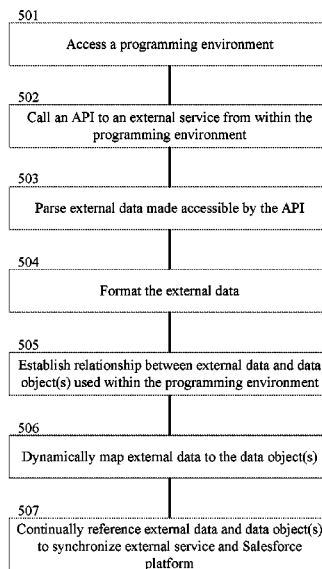 501
Access a programming environment
502
Call an API to an external service from within the
programming environment
503
Parse external data made accessible by the API
504
Format the external data
505
Establish relationship between external data and data
object(s) used within the programming environment
506
Dynamically map external data to the data object(s)
507
Continually reference external data and data object(s)
to synchronize external service and Salesforce
platform